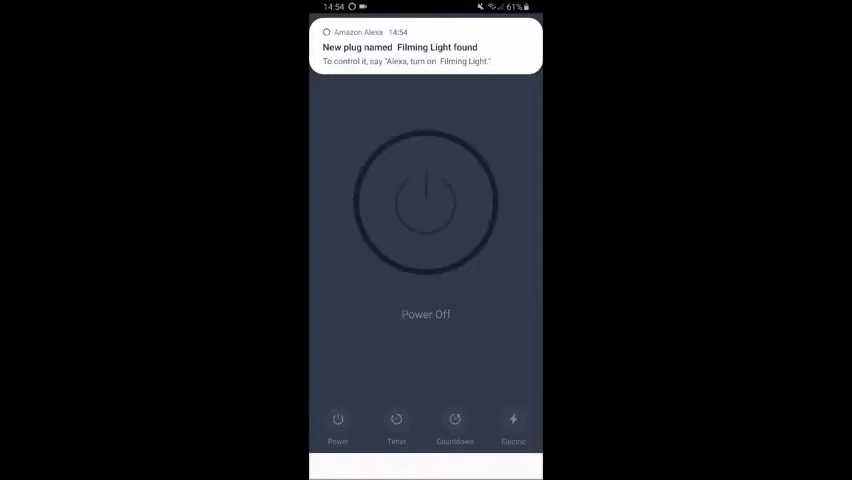 14:54 61%
Amazon Alexa 14:54
New plug named Filming Light found
To control it, say "Alexa, turn on Filming Light."
Power Off
Power Timer Countdown Electric